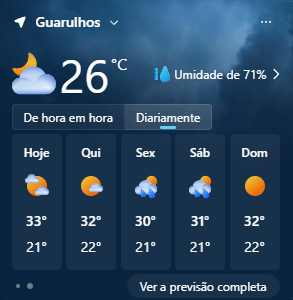 Guarulhos
26 °C
Umidade de 71%
De hora em hora Diariamente
Hoje Qui Sex Sáb Dom
33° 32° 30° 31° 32°
21° 22° 21° 21° 22°
Ver a previsão completa